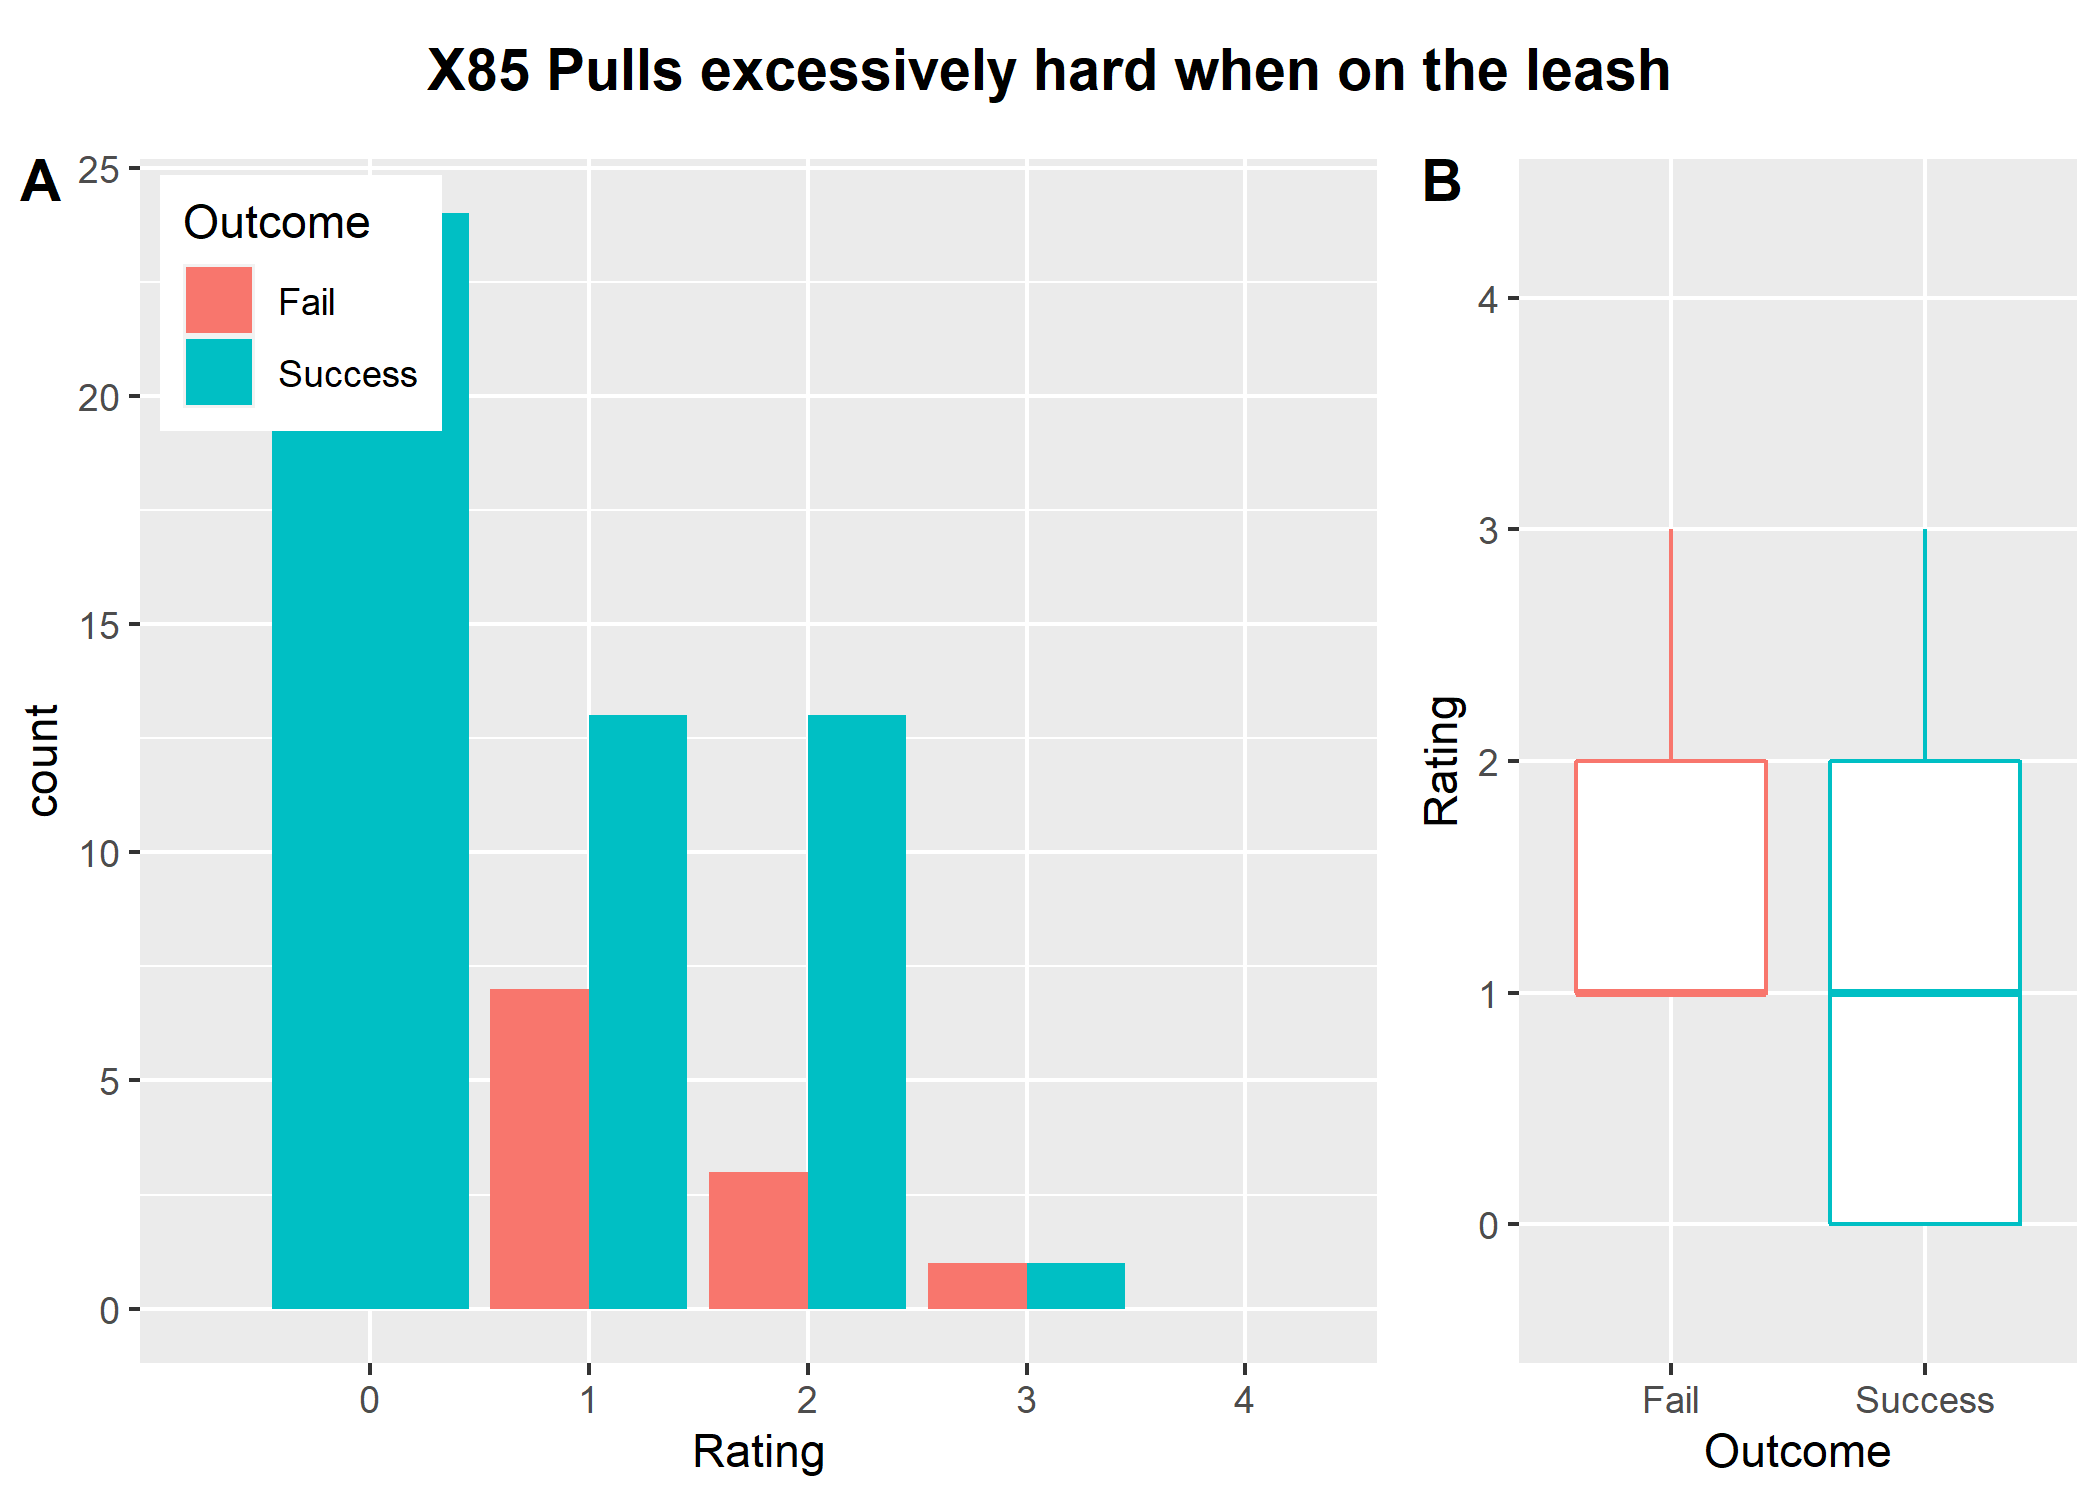 X85 Pulls excessively hard when on the leash
A
25
20
15
10
5
0
count
Outcome
Fail
Success
0 1 2 3 4
Rating
B
4
3
2
1
0
Rating
Fail Success
Outcome